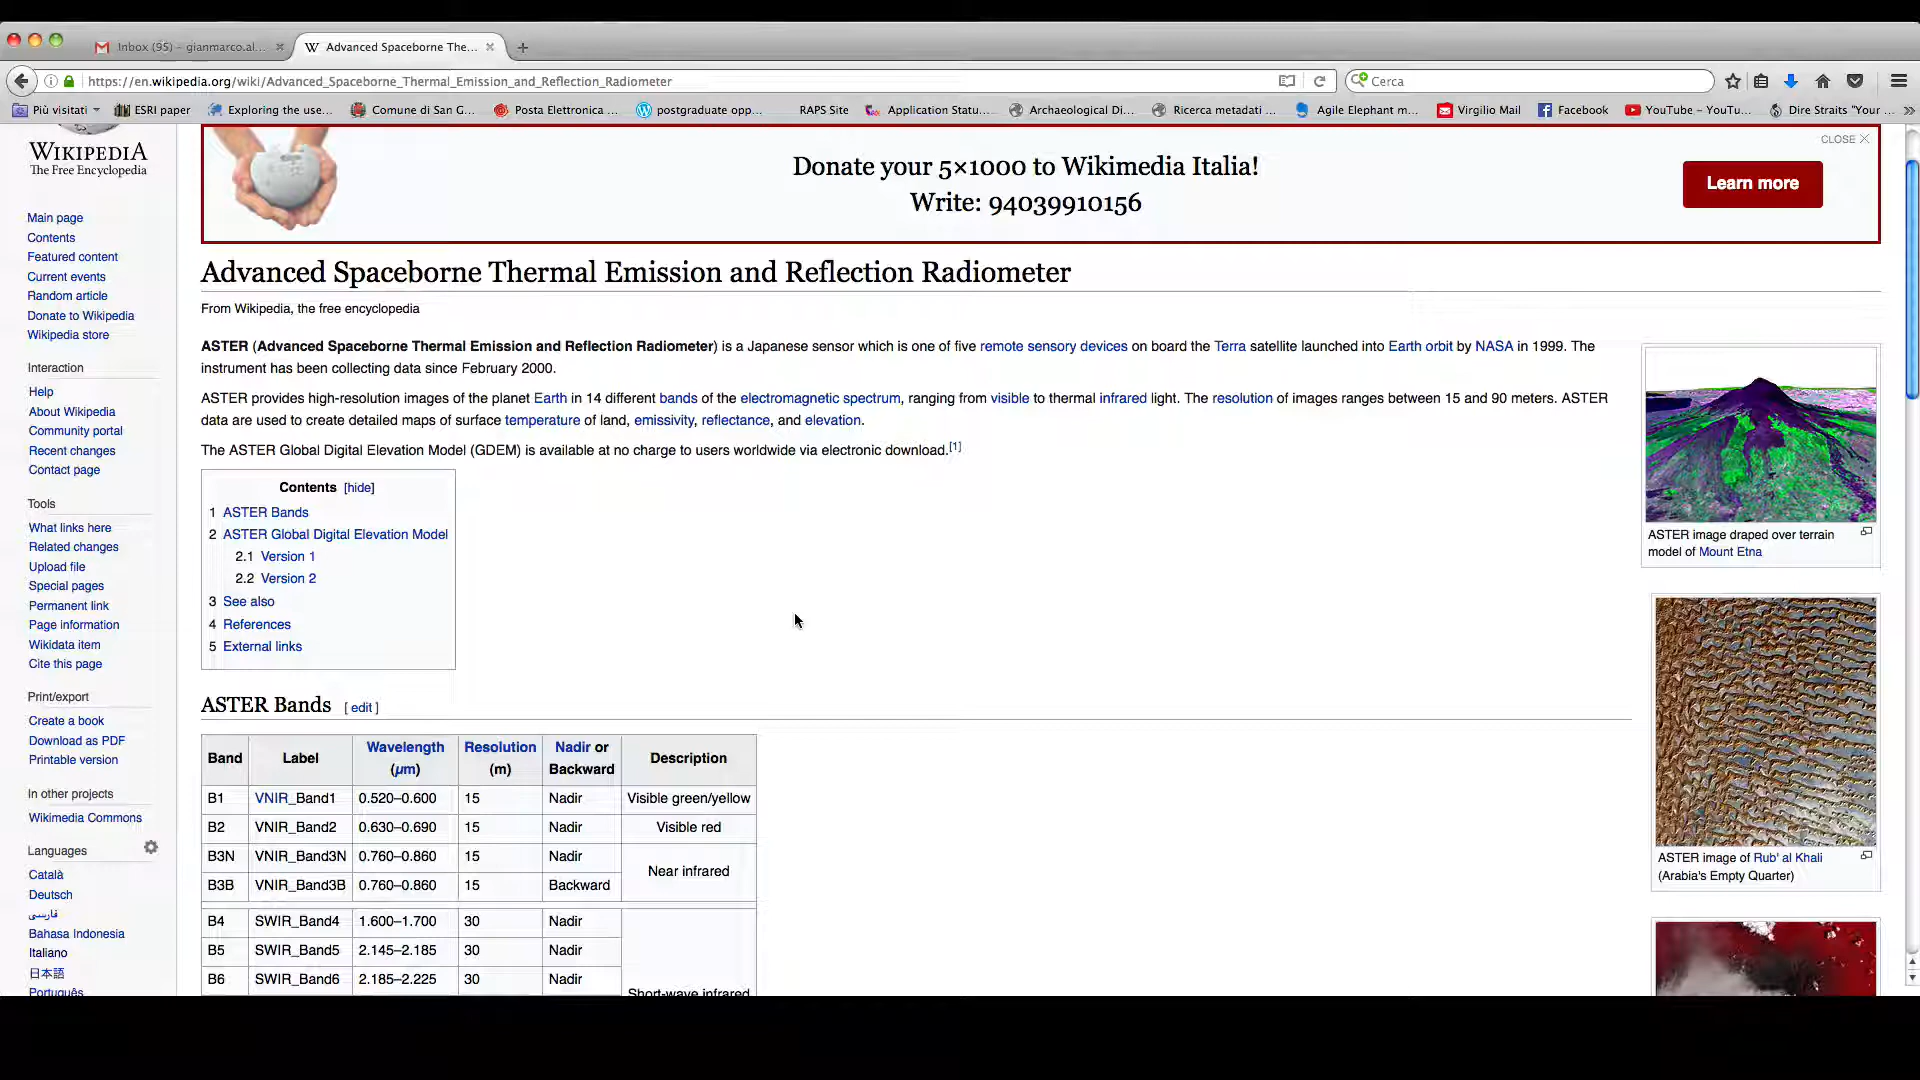 Inbox (95) - gianmarco.al...
Advanced Spaceborne The...
https://en.wikipedia.org/wiki/Advanced_Spaceborne_Thermal_Emission_and_Reflection_Radiometer
Cerca
Più visitati
ESRI paper
Exploring the use...
Comune di San G...
Posta Elettronica ...
postgraduate opp...
RAPS Site
Application Statu...
Archaeological Di...
Ricerca metadati ...
Agile Elephant m...
Virgilio Mail
Facebook
YouTube - YouTu...
Dire Straits "Your ...
WIKIPEDIA
The Free Encyclopedia
Main page
Contents
Featured content
Current events
Random article
Donate to Wikipedia
Wikipedia store
Interaction
Help
About Wikipedia
Community portal
Recent changes
Contact page
Tools
What links here
Related changes
Upload file
Special pages
Permanent link
Page information
Wikidata item
Cite this page
Print/export
Create a book
Download as PDF
Printable version
In other projects
Wikimedia Commons
Languages
Català
Deutsch
فارسی
Bahasa Indonesia
Italiano
日本語
Português
CLOSE
Donate your 5×1000 to Wikimedia Italia!
Write: 94039910156
Learn more
Advanced Spaceborne Thermal Emission and Reflection Radiometer
From Wikipedia, the free encyclopedia
ASTER (Advanced Spaceborne Thermal Emission and Reflection Radiometer) is a Japanese sensor which is one of five remote sensory devices on board the Terra satellite launched into Earth orbit by NASA in 1999. The
instrument has been collecting data since February 2000.
ASTER provides high-resolution images of the planet Earth in 14 different bands of the electromagnetic spectrum, ranging from visible to thermal infrared light. The resolution of images ranges between 15 and 90 meters. ASTER
data are used to create detailed maps of surface temperature of land, emissivity, reflectance, and elevation.
The ASTER Global Digital Elevation Model (GDEM) is available at no charge to users worldwide via electronic download.[1]
Contents [hide]
1 ASTER Bands
2 ASTER Global Digital Elevation Model
2.1 Version 1
2.2 Version 2
3 See also
4 References
5 External links
ASTER Bands [ edit ]
Band Label Wavelength (μm) Resolution (m) Nadir or Backward Description
B1 VNIR_Band1 0.520–0.600 15 Nadir Visible green/yellow
B2 VNIR_Band2 0.630–0.690 15 Nadir Visible red
B3N VNIR_Band3N 0.760–0.860 15 Nadir
Near infrared
B3B VNIR_Band3B 0.760–0.860 15 Backward
B4 SWIR_Band4 1.600–1.700 30 Nadir
B5 SWIR_Band5 2.145–2.185 30 Nadir
B6 SWIR_Band6 2.185–2.225 30 Nadir
Short-wave infrared
ASTER image draped over terrain
model of Mount Etna
ASTER image of Rub' al Khali
(Arabia's Empty Quarter)